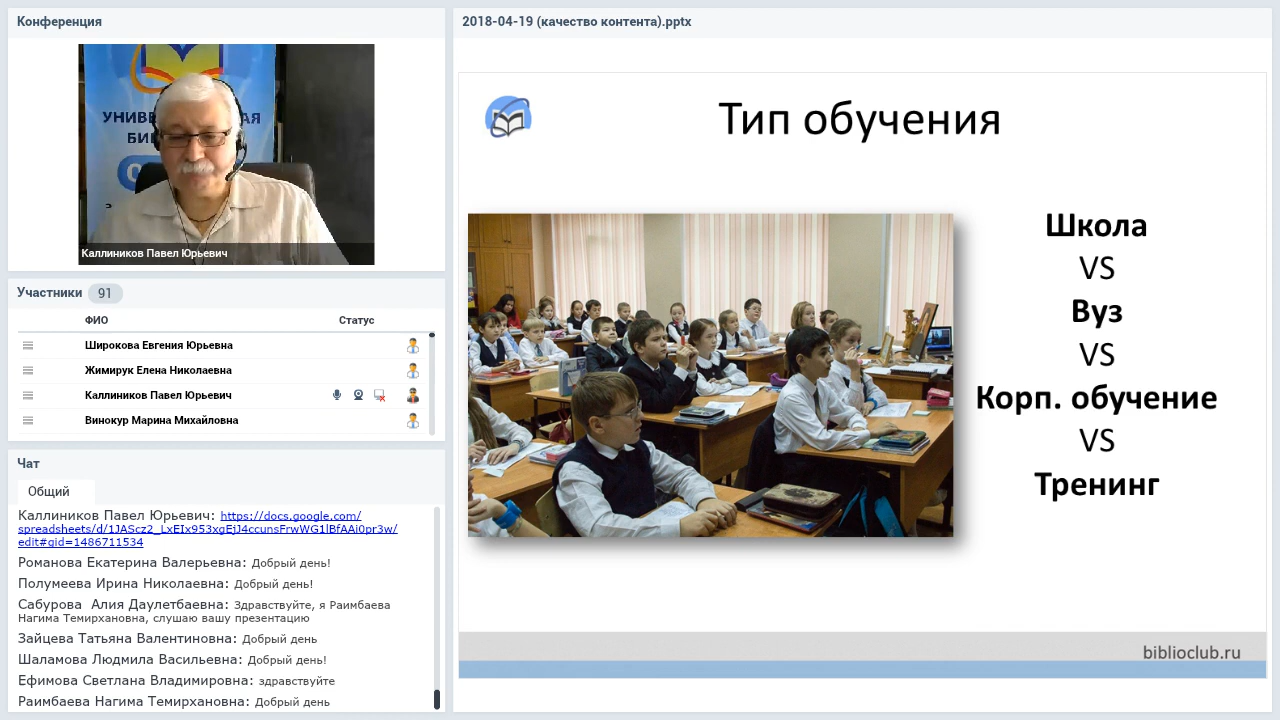 Конференция
УНИВЕ АЯ
БИ
Каллиников Павел Юрьевич
Участники 91
ФИО Статус
Широкова Евгения Юрьевна
Жимирук Елена Николаевна
Каллиников Павел Юрьевич
Винокур Марина Михайловна
Чат
Общий
Каллиников Павел Юрьевич: https://docs.google.com/
spreadsheets/d/1JAScz2_LxEIx953xgEjJ4ccunsFrwWG1lBfAAi0pr3w/
edit#gid=1486711534
Романова Екатерина Валерьевна: Добрый день!
Полумеева Ирина Николаевна: Добрый день!
Сабурова Алия Даулетбаевна: Здравствуйте, я Раимбаева
Нагима Темирхановна, слушаю вашу презентацию
Зайцева Татьяна Валентиновна: Добрый день
Шаламова Людмила Васильевна: Добрый день!
Ефимова Светлана Владимировна: здравствуйте
Раимбаева Нагима Темирхановна: Добрый день
2018-04-19 (качество контента).pptx
Тип обучения
Школа
VS
Вуз
VS
Корп. обучение
VS
Тренинг
biblioclub.ru